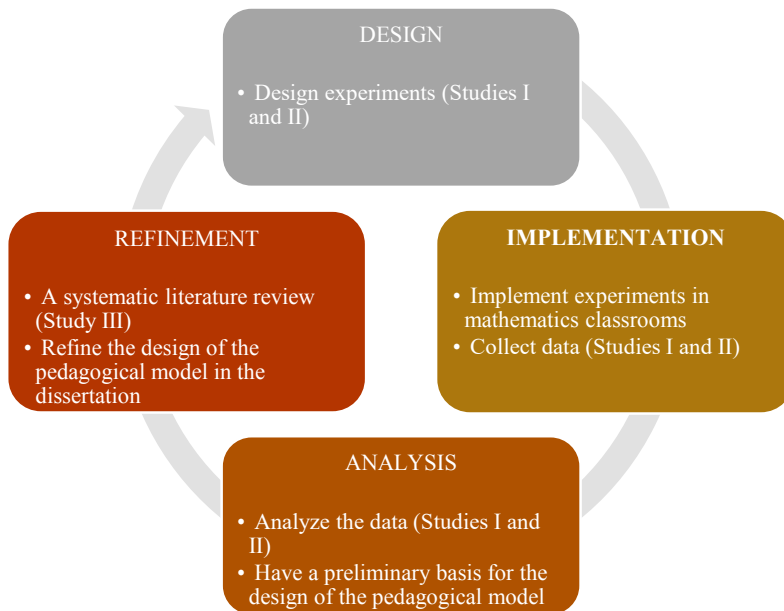 DESIGN
• Design experiments (Studies I
and II)
REFINEMENT
• A systematic literature review
(Study III)
• Refine the design of the
pedagogical model in the
dissertation
IMPLEMENTATION
• Implement experiments in
mathematics classrooms
• Collect data (Studies I and II)
ANALYSIS
• Analyze the data (Studies I and
II)
• Have a preliminary basis for the
design of the pedagogical model